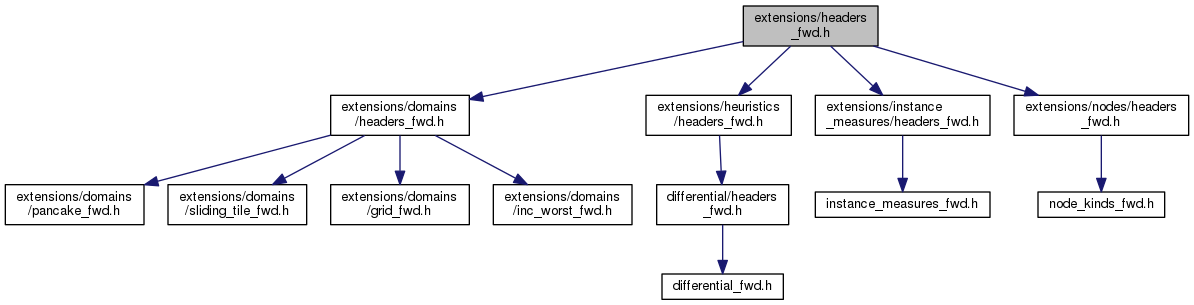 extensions/headers
_fwd.h
extensions/domains
/headers_fwd.h
extensions/heuristics
/headers_fwd.h
extensions/instance
_measures/headers_fwd.h
extensions/nodes/headers
_fwd.h
extensions/domains
/pancake_fwd.h
extensions/domains
/sliding_tile_fwd.h
extensions/domains
/grid_fwd.h
extensions/domains
/inc_worst_fwd.h
differential/headers
_fwd.h
instance_measures_fwd.h
node_kinds_fwd.h
differential_fwd.h